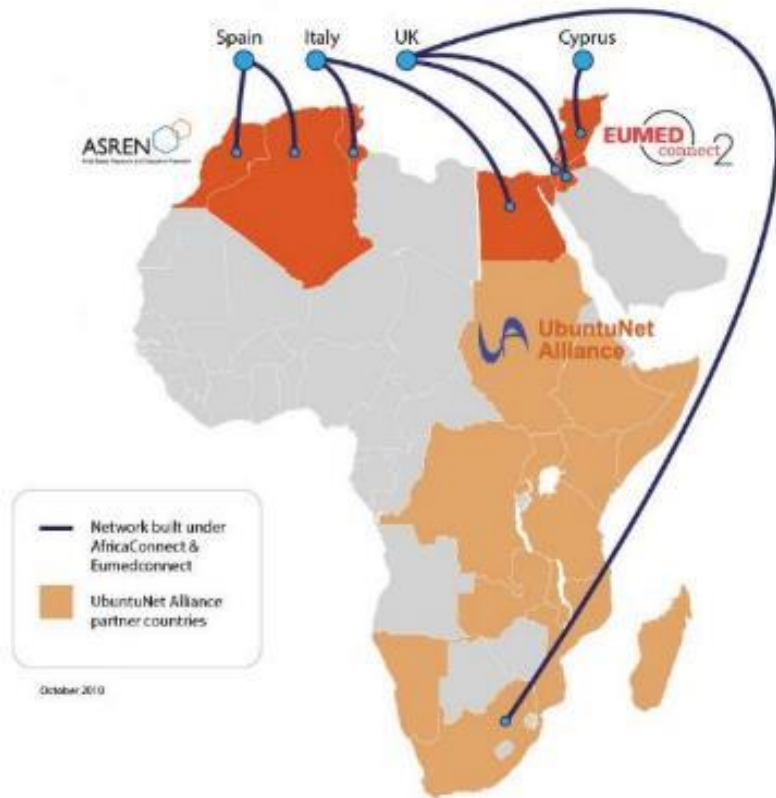 Spain
Italy
UK
Cyprus
ASREN
EUMED
connect2
UbuntuNet
Alliance
Network built under
AfricaConnect &
Eumedconnect
UbuntuNet Alliance
partner countries
October 2010